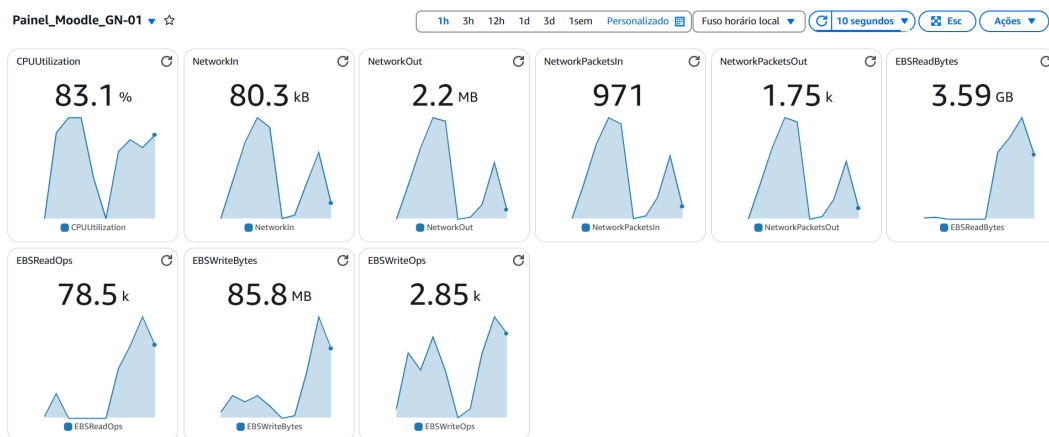 Painel_Moodle_GN-01
1h 3h 12h 1d 3d 1sem Personalizado Fuso horário local 10 segundos Esc Ações
CPUUtilization
83.1 %
CPUUtilization
NetworkIn
80.3 kB
NetworkIn
NetworkOut
2.2 MB
NetworkOut
NetworkPacketsIn
971
NetworkPacketsIn
NetworkPacketsOut
1.75 k
NetworkPacketsOut
EBSReadBytes
3.59 GB
EBSReadBytes
EBSReadOps
78.5 k
EBSReadOps
EBSWriteBytes
85.8 MB
EBSWriteBytes
EBSWriteOps
2.85 k
EBSWriteOps